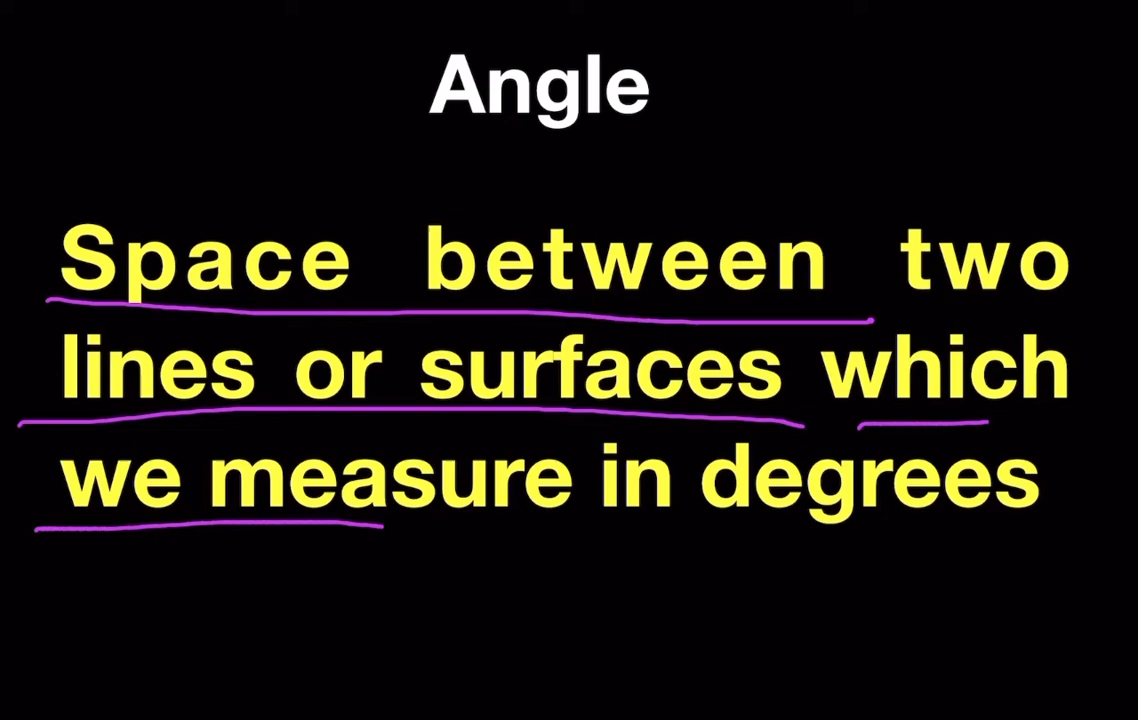 Angle
Space between two
lines or surfaces which
we measure in degrees